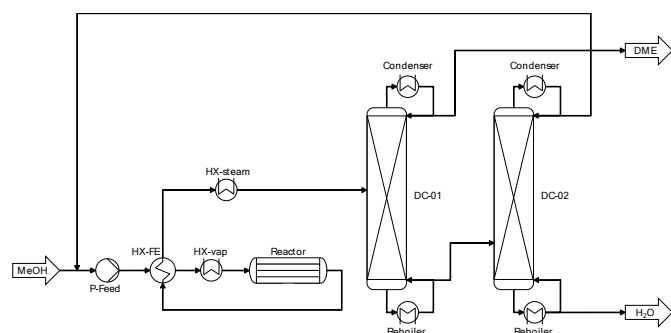 DME
Condenser
Condenser
HX-steam
DC-01
DC-02
HX-FE
HX-vap
Reactor
MeOH
P-Feed
H₂O
Reboiler
Reboiler